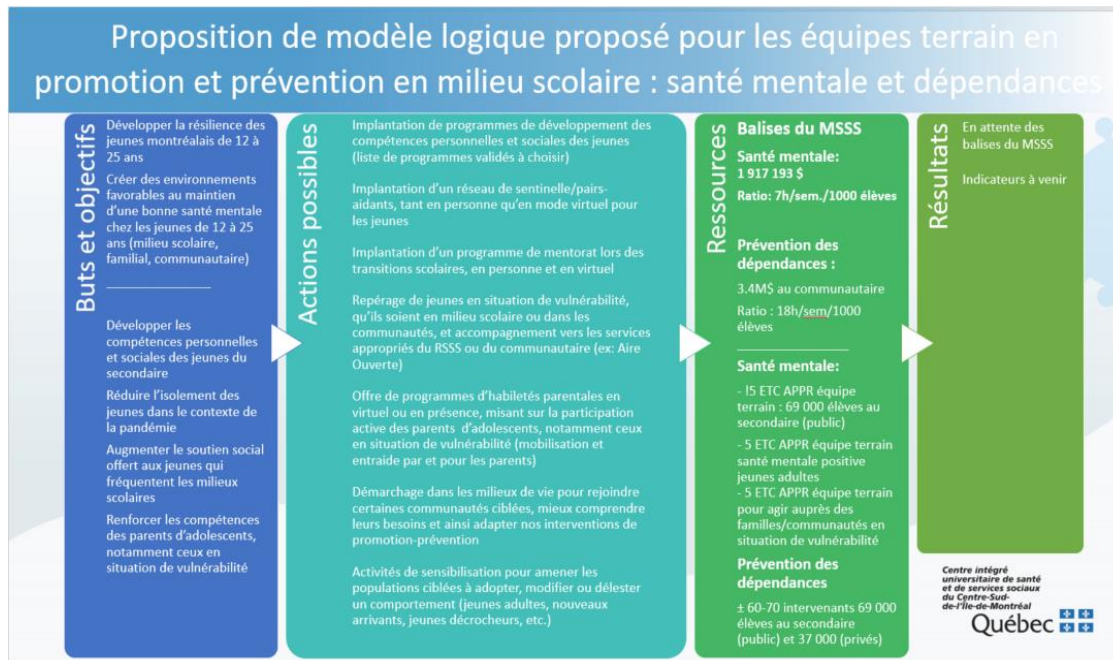 Proposition de modèle logique proposé pour les équipes terrain en
promotion et prévention en milieu scolaire : santé mentale et dépendances
Buts et objectifs
Développer la résilience des
jeunes montréalais de 12 à
25 ans
Créer des environnements
favorables au maintien
d'une bonne santé mentale
chez les jeunes de 12 à 25
ans (milieu scolaire,
familial, communautaire)
Développer les
compétences personnelles
et sociales des jeunes du
secondaire
Réduire l'isolement des
jeunes dans le contexte de
la pandémie
Augmenter le soutien social
offert aux jeunes qui
fréquentent les milieux
scolaires
Renforcer les compétences
des parents d'adolescents,
notamment ceux en
situation de vulnérabilité
Actions possibles
Implantation de programmes de développement des
compétences personnelles et sociales des jeunes
(liste de programmes validés à choisir)
Implantation d'un réseau de sentinelle/pairs-
aidants, tant en personne qu'en mode virtuel pour
les jeunes
Implantation d'un programme de mentorat lors des
transitions scolaires, en personne et en virtuel
Repérage de jeunes en situation de vulnérabilité,
qu'ils soient en milieu scolaire ou dans les
communautés, et accompagnement vers les services
appropriés du RSSS ou du communautaire (ex: Aire
Ouverte)
Offre de programmes d'habiletés parentales en
virtuel ou en présence, misant sur la participation
active des parents d'adolescents, notamment ceux
en situation de vulnérabilité (mobilisation et
entraide par et pour les parents)
Démarchage dans les milieux de vie pour rejoindre
certaines communautés ciblées, mieux comprendre
leurs besoins et ainsi adapter nos interventions de
promotion-prévention
Activités de sensibilisation pour amener les
populations ciblées à adopter, modifier ou délester
un comportement (jeunes adultes, nouveaux
arrivants, jeunes décrocheurs, etc.)
Ressources
Balises du MSSS
Santé mentale:
1 917 193 $
Ratio: 7h/sem./1000 élèves
Prévention des
dépendances :
3.4M$ au communautaire
Ratio : 18h/sem/1000
élèves
Santé mentale:
- I5 ETC APPR équipe
terrain : 69 000 élèves au
secondaire (public)
- 5 ETC APPR équipe terrain
santé mentale positive
jeunes adultes
- 5 ETC APPR équipe terrain
pour agir auprès des
familles/communautés en
situation de vulnérabilité
Prévention des
dépendances
± 60-70 intervenants 69 000
élèves au secondaire
(public) et 37 000 (privés)
Résultats
En attente des
balises du MSSS
Indicateurs à venir
Centre intégré
universitaire de santé
et de services sociaux
du Centre-Sud-
de-l'Île-de-Montréal
Québec